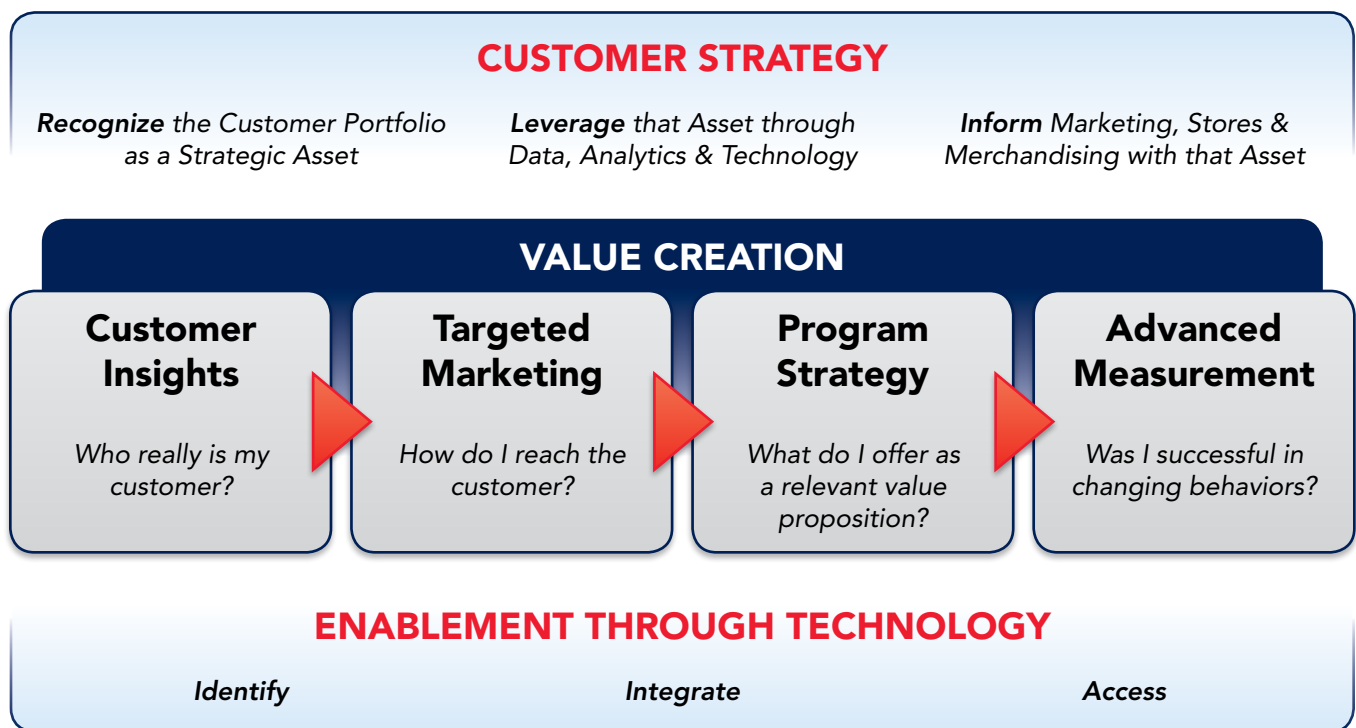 CUSTOMER STRATEGY
Recognize the Customer Portfolio
as a Strategic Asset
Leverage that Asset through
Data, Analytics & Technology
Inform Marketing, Stores &
Merchandising with that Asset
VALUE CREATION
Customer
Insights
Who really is my
customer?
Targeted
Marketing
How do I reach the
customer?
Program
Strategy
What do I offer as
a relevant value
proposition?
Advanced
Measurement
Was I successful in
changing behaviors?
ENABLEMENT THROUGH TECHNOLOGY
Identify
Integrate
Access